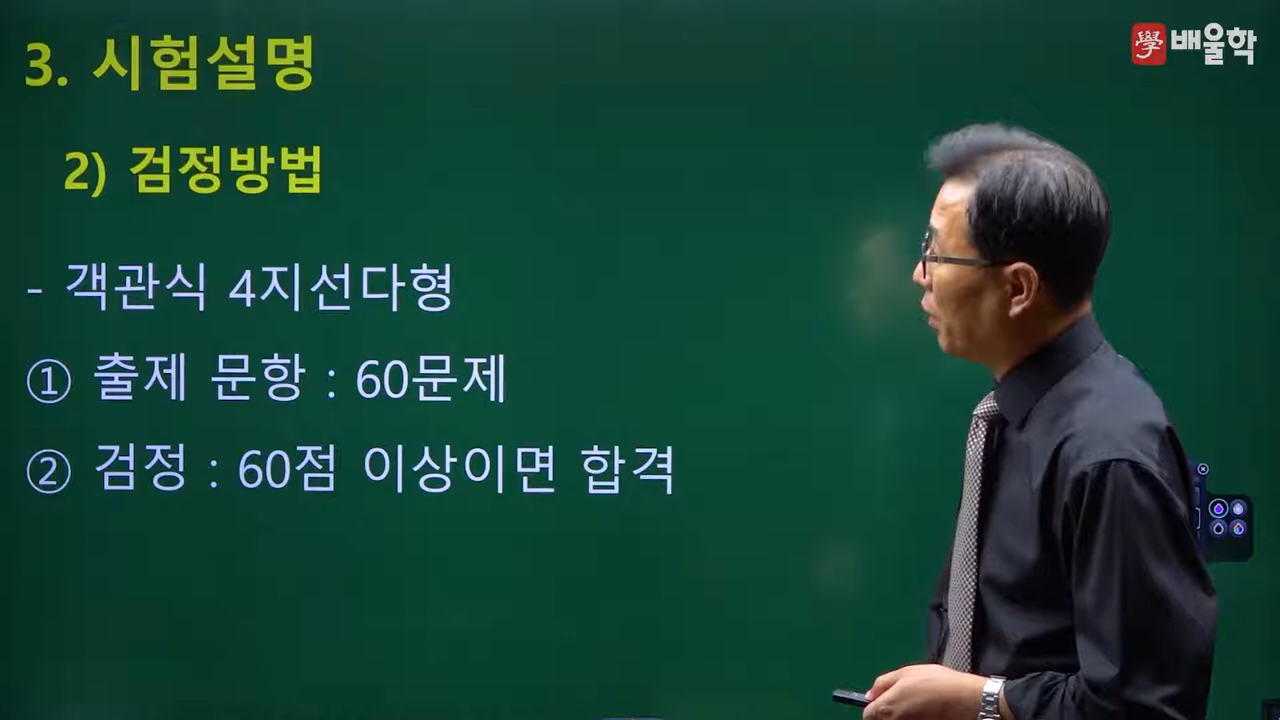 3. 시험설명
學 배울학
2) 검정방법
- 객관식 4지선다형
① 출제 문항 : 60문제
② 검정 : 60점 이상이면 합격